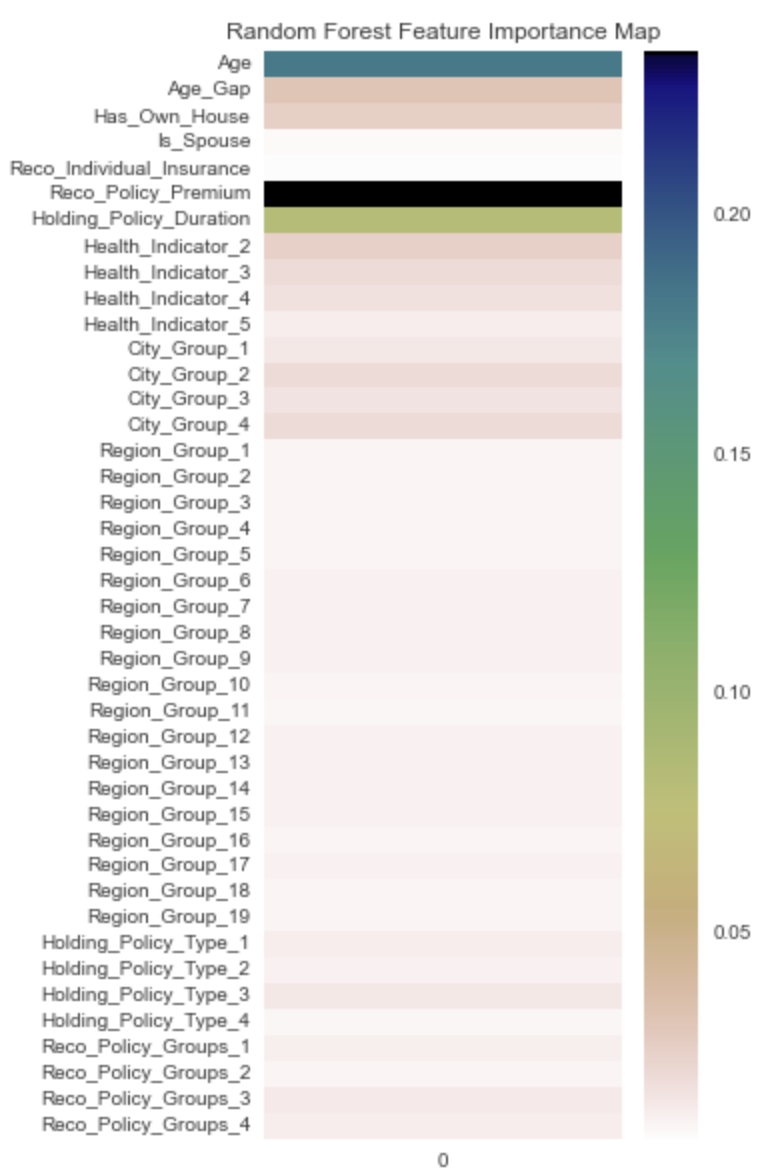 Random Forest Feature Importance Map
Age
Age_Gap
Has_Own_House
Is_Spouse
Reco_Individual_Insurance
Reco_Policy_Premium
Holding_Policy_Duration
Health_Indicator_2
Health_Indicator_3
Health_Indicator_4
Health_Indicator_5
City_Group_1
City_Group_2
City_Group_3
City_Group_4
Region_Group_1
Region_Group_2
Region_Group_3
Region_Group_4
Region_Group_5
Region_Group_6
Region_Group_7
Region_Group_8
Region_Group_9
Region_Group_10
Region_Group_11
Region_Group_12
Region_Group_13
Region_Group_14
Region_Group_15
Region_Group_16
Region_Group_17
Region_Group_18
Region_Group_19
Holding_Policy_Type_1
Holding_Policy_Type_2
Holding_Policy_Type_3
Holding_Policy_Type_4
Reco_Policy_Groups_1
Reco_Policy_Groups_2
Reco_Policy_Groups_3
Reco_Policy_Groups_4
0
0.20
0.15
0.10
0.05